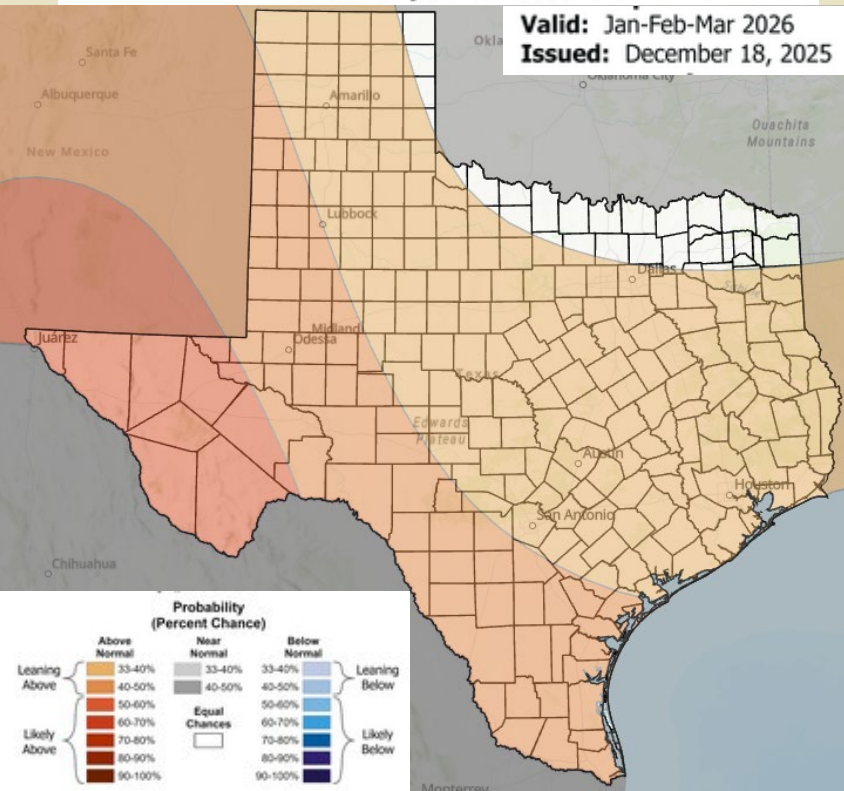 Valid: Jan-Feb-Mar 2026
Issued: December 18, 2025
Santa Fe
Albuquerque
New Mexico
Amarillo
Okla
Oklahoma City
Ouachita
Mountains
Lubbock
Dallas
Juárez
Midland
Odessa
Texas
Edwards
Plateau
Austin
Houston
San Antonio
Chihuahua
Monterrey
Probability
(Percent Chance)
Above
Normal
Near
Normal
Below
Normal
Leaning
Above
33-40%
40-50%
33-40%
40-50%
33-40%
40-50%
Leaning
Below
Likely
Above
50-60%
60-70%
70-80%
80-90%
90-100%
Equal
Chances
50-60%
60-70%
70-80%
80-90%
90-100%
Likely
Below